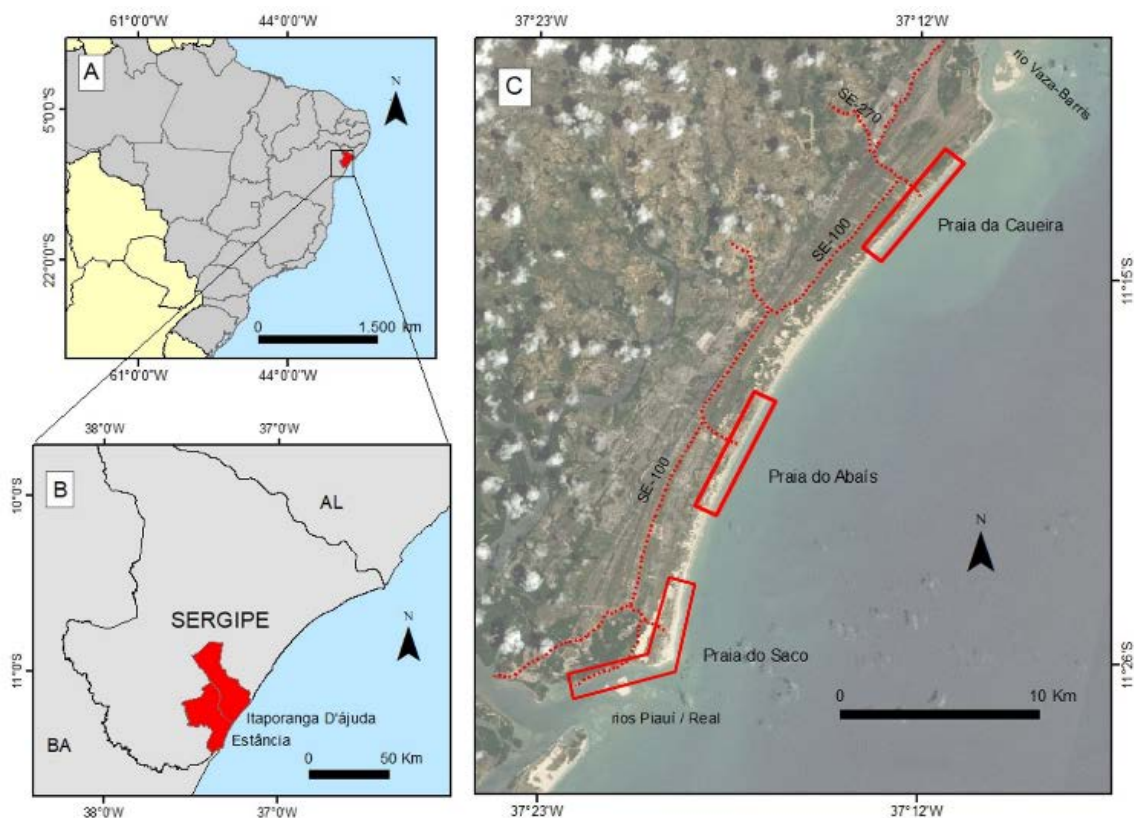 61°0'0"W
44°0'0"W
A
N
5°0'0"S
22°0'0"S
0
1.500 km
61°0'0"W
44°0'0"W
38°0'W
37°0'W
B
AL
10°0'S
SERGIPE
N
11°0'S
Itaporanga D'ájuda
Estância
BA
0
50 Km
38°0'W
37°0'W
37°23'W
37°12'W
C
rio Vaza-Barris
SE-270
Praia da Caueira
SE-100
11°15'S
Praia do Abaís
SE-100
N
Praia do Saco
11°26'S
0
10 Km
rios Piauí / Real
37°23'W
37°12'W